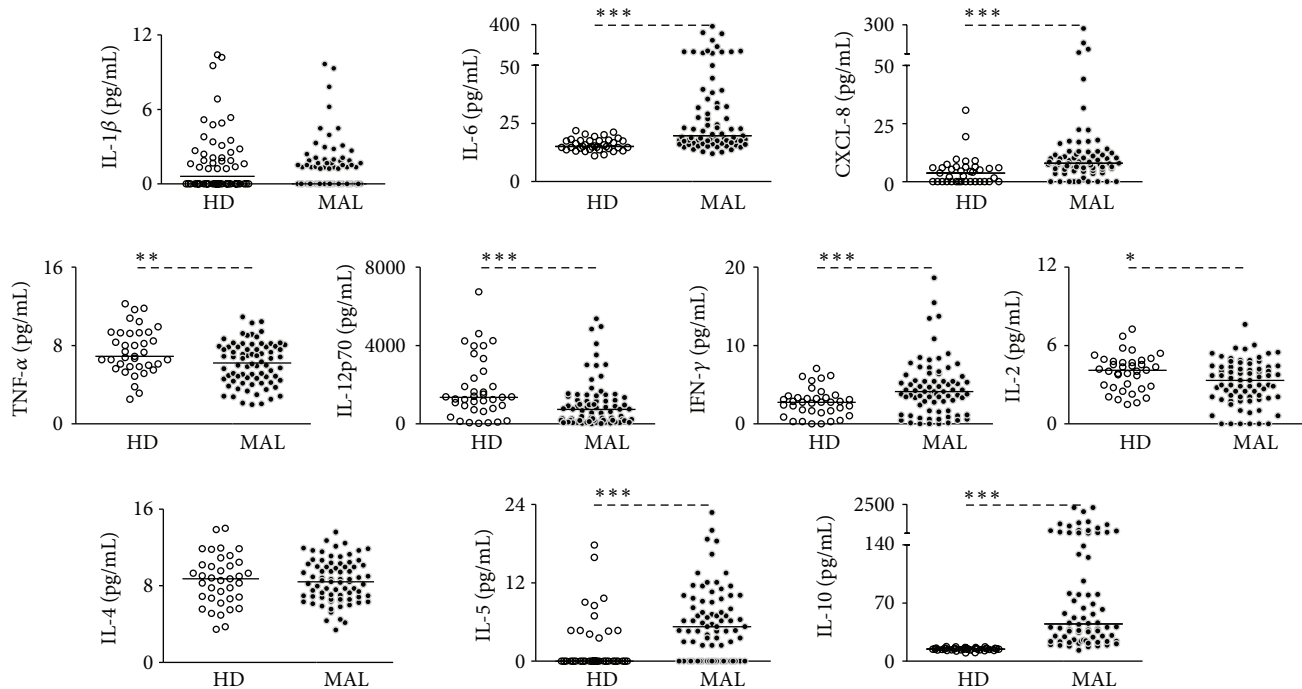 IL-1β (pg/mL)
12
6
0
HD MAL
IL-6 (pg/mL)
***
400
50
25
0
HD MAL
CXCL-8 (pg/mL)
***
300
50
25
0
HD MAL
TNF-α (pg/mL)
**
16
8
0
HD MAL
IL-12p70 (pg/mL)
***
8000
4000
0
HD MAL
IFN-γ (pg/mL)
***
20
10
0
HD MAL
IL-2 (pg/mL)
*
12
6
0
HD MAL
IL-4 (pg/mL)
16
12
8
0
HD MAL
IL-5 (pg/mL)
***
24
12
0
HD MAL
IL-10 (pg/mL)
***
2500
140
70
0
HD MAL